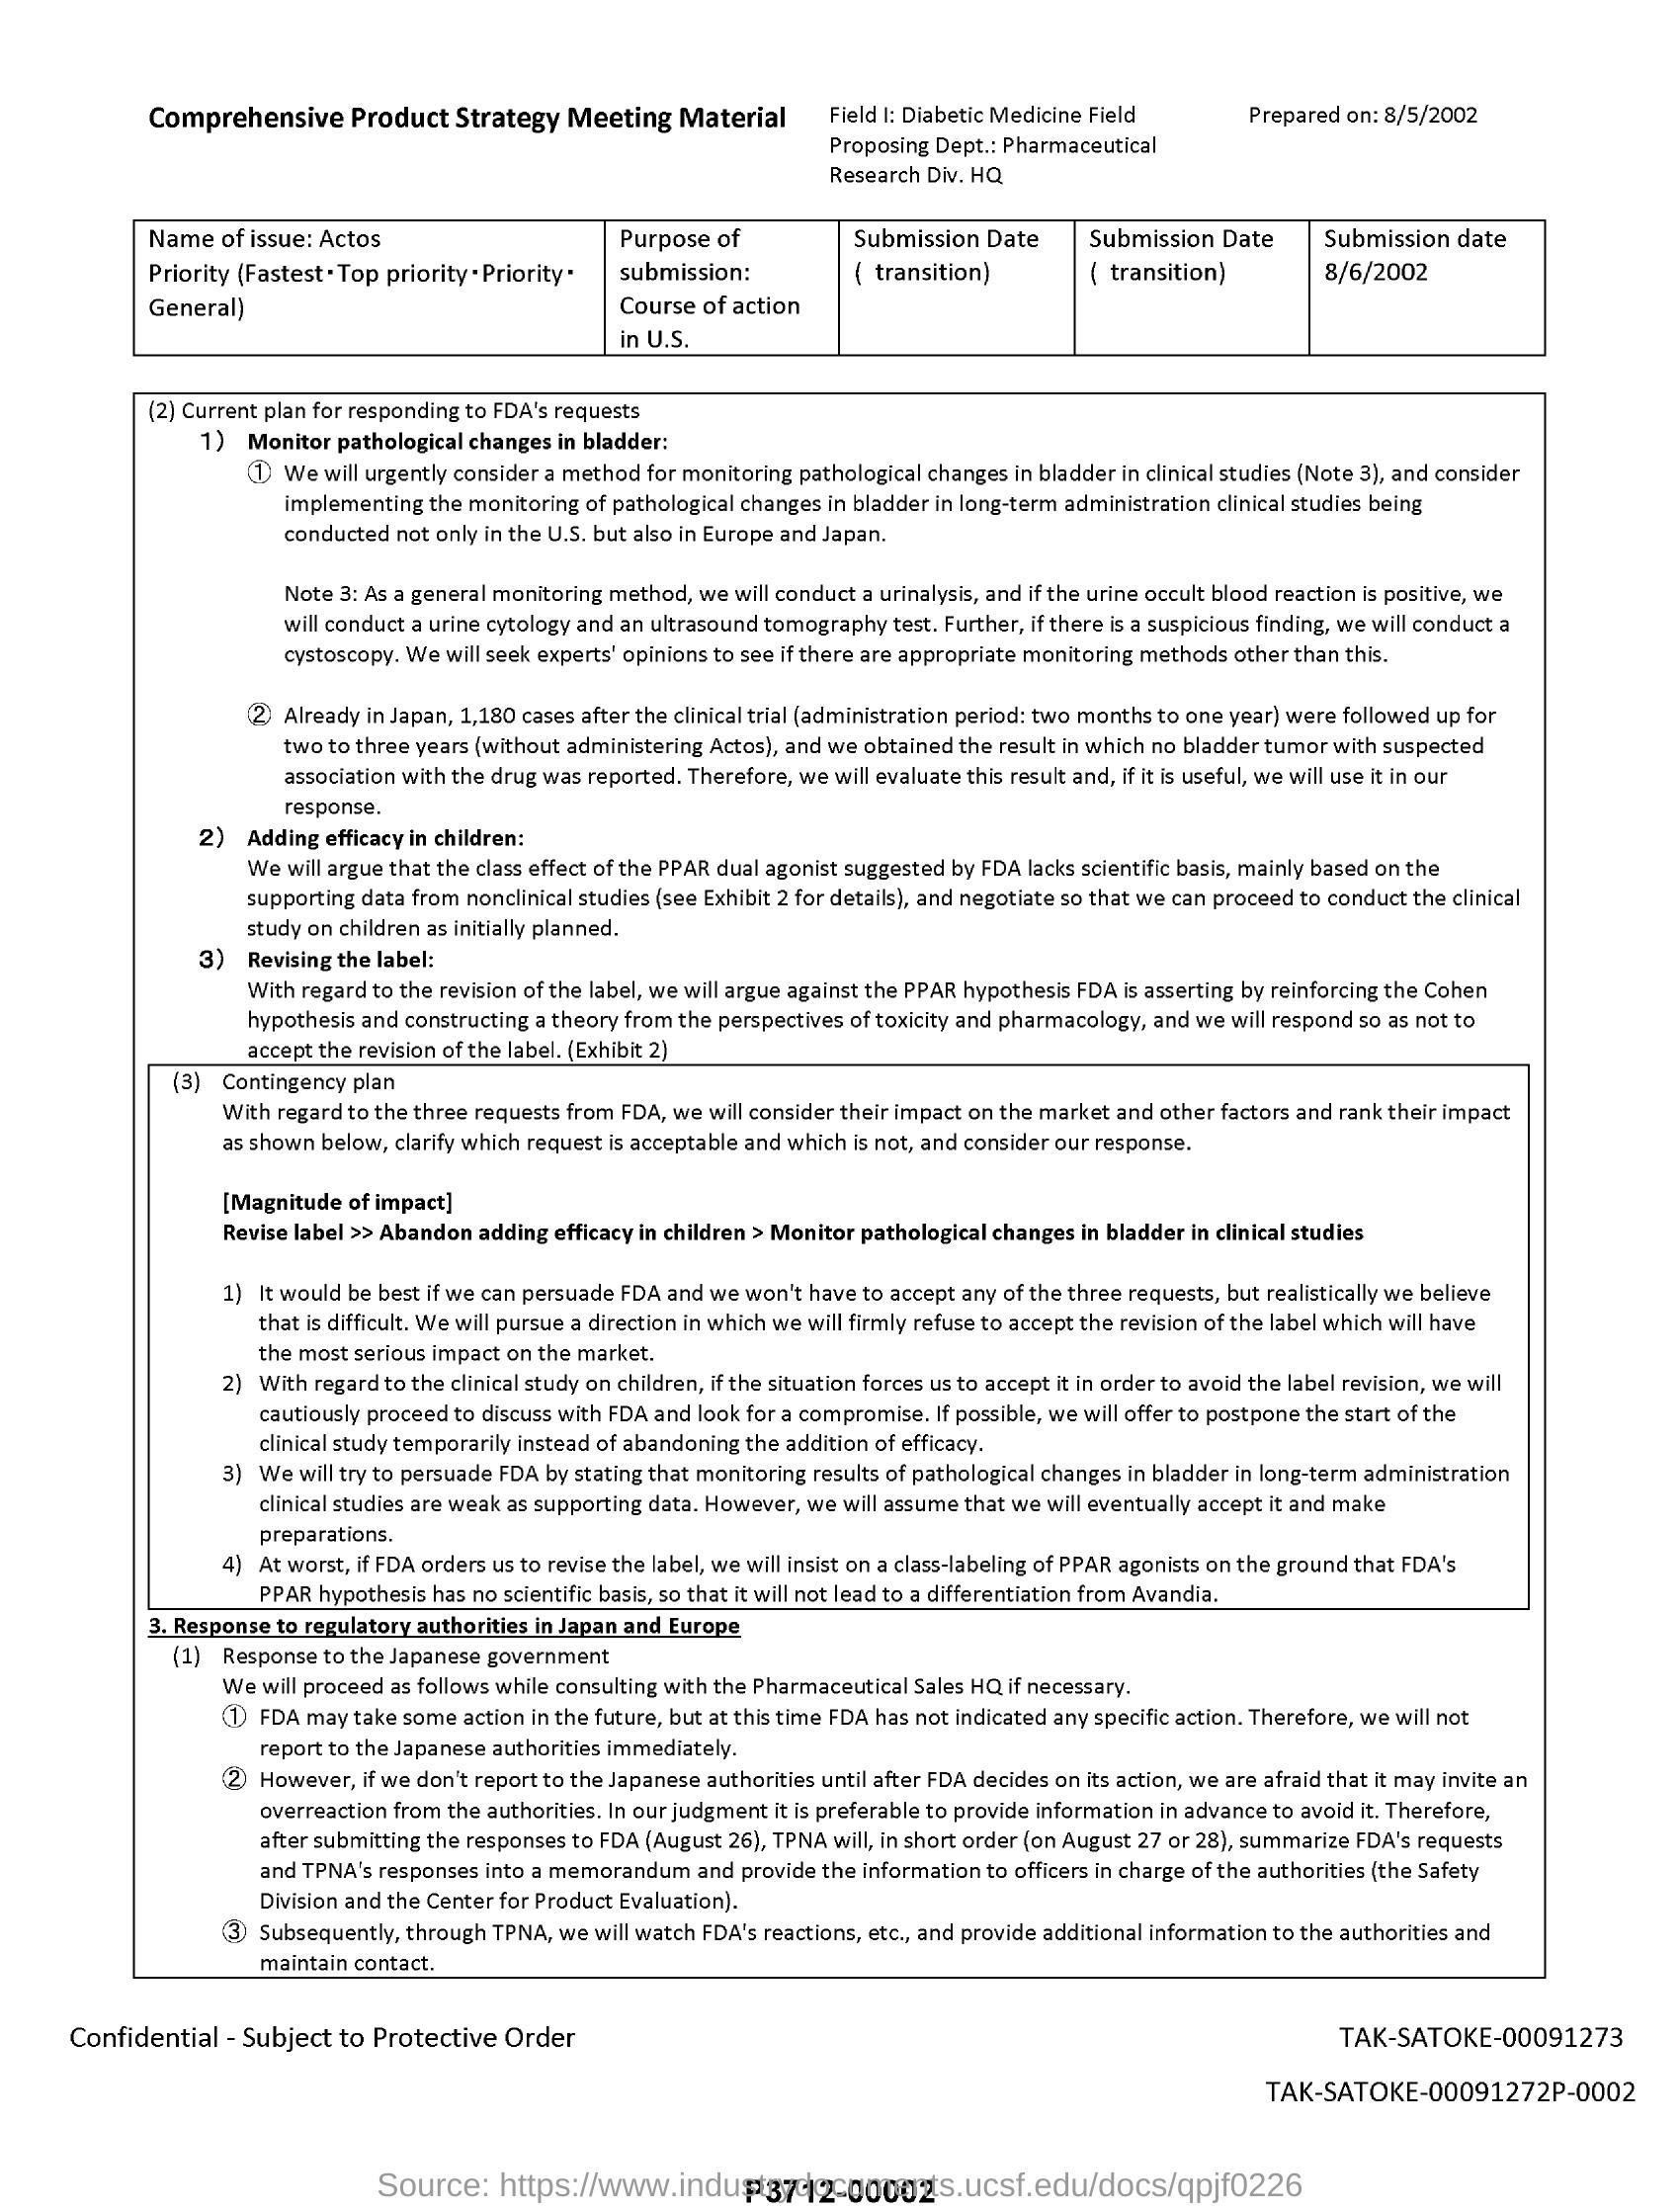 Comprehensive Product Strategy Meeting Material
Field I: Diabetic Medicine Field
Proposing Dept.: Pharmaceutical
Research Div. HQ
Prepared on: 8/5/2002
Name of issue: Actos
Priority (Fastest・Top priority・Priority・
General)
Purpose of
submission:
Course of action
in U.S.
Submission Date
( transition)
Submission Date
( transition)
Submission date
8/6/2002
(2) Current plan for responding to FDA's requests
1) Monitor pathological changes in bladder:
① We will urgently consider a method for monitoring pathological changes in bladder in clinical studies (Note 3), and consider
implementing the monitoring of pathological changes in bladder in long-term administration clinical studies being
conducted not only in the U.S. but also in Europe and Japan.
Note 3: As a general monitoring method, we will conduct a urinalysis, and if the urine occult blood reaction is positive, we
will conduct a urine cytology and an ultrasound tomography test. Further, if there is a suspicious finding, we will conduct a
cystoscopy. We will seek experts' opinions to see if there are appropriate monitoring methods other than this.
② Already in Japan, 1,180 cases after the clinical trial (administration period: two months to one year) were followed up for
two to three years (without administering Actos), and we obtained the result in which no bladder tumor with suspected
association with the drug was reported. Therefore, we will evaluate this result and, if it is useful, we will use it in our
response.
2) Adding efficacy in children:
We will argue that the class effect of the PPAR dual agonist suggested by FDA lacks scientific basis, mainly based on the
supporting data from nonclinical studies (see Exhibit 2 for details), and negotiate so that we can proceed to conduct the clinical
study on children as initially planned.
3) Revising the label:
With regard to the revision of the label, we will argue against the PPAR hypothesis FDA is asserting by reinforcing the Cohen
hypothesis and constructing a theory from the perspectives of toxicity and pharmacology, and we will respond so as not to
accept the revision of the label. (Exhibit 2)
(3) Contingency plan
With regard to the three requests from FDA, we will consider their impact on the market and other factors and rank their impact
as shown below, clarify which request is acceptable and which is not, and consider our response.
[Magnitude of impact]
Revise label >> Abandon adding efficacy in children > Monitor pathological changes in bladder in clinical studies
1) It would be best if we can persuade FDA and we won't have to accept any of the three requests, but realistically we believe
that is difficult. We will pursue a direction in which we will firmly refuse to accept the revision of the label which will have
the most serious impact on the market.
2) With regard to the clinical study on children, if the situation forces us to accept it in order to avoid the label revision, we will
cautiously proceed to discuss with FDA and look for a compromise. If possible, we will offer to postpone the start of the
clinical study temporarily instead of abandoning the addition of efficacy.
3) We will try to persuade FDA by stating that monitoring results of pathological changes in bladder in long-term administration
clinical studies are weak as supporting data. However, we will assume that we will eventually accept it and make
preparations.
4) At worst, if FDA orders us to revise the label, we will insist on a class-labeling of PPAR agonists on the ground that FDA's
PPAR hypothesis has no scientific basis, so that it will not lead to a differentiation from Avandia.
3. Response to regulatory authorities in Japan and Europe
(1) Response to the Japanese government
We will proceed as follows while consulting with the Pharmaceutical Sales HQ if necessary.
① FDA may take some action in the future, but at this time FDA has not indicated any specific action. Therefore, we will not
report to the Japanese authorities immediately.
② However, if we don't report to the Japanese authorities until after FDA decides on its action, we are afraid that it may invite an
overreaction from the authorities. In our judgment it is preferable to provide information in advance to avoid it. Therefore,
after submitting the responses to FDA (August 26), TPNA will, in short order (on August 27 or 28), summarize FDA's requests
and TPNA's responses into a memorandum and provide the information to officers in charge of the authorities (the Safety
Division and the Center for Product Evaluation).
③ Subsequently, through TPNA, we will watch FDA's reactions, etc., and provide additional information to the authorities and
maintain contact.
Confidential - Subject to Protective Order
TAK-SATOKE-00091273
TAK-SATOKE-00091272P-0002
Source: https://www.industrydocuments.ucsf.edu/docs/qpjf0226
P3712-00002